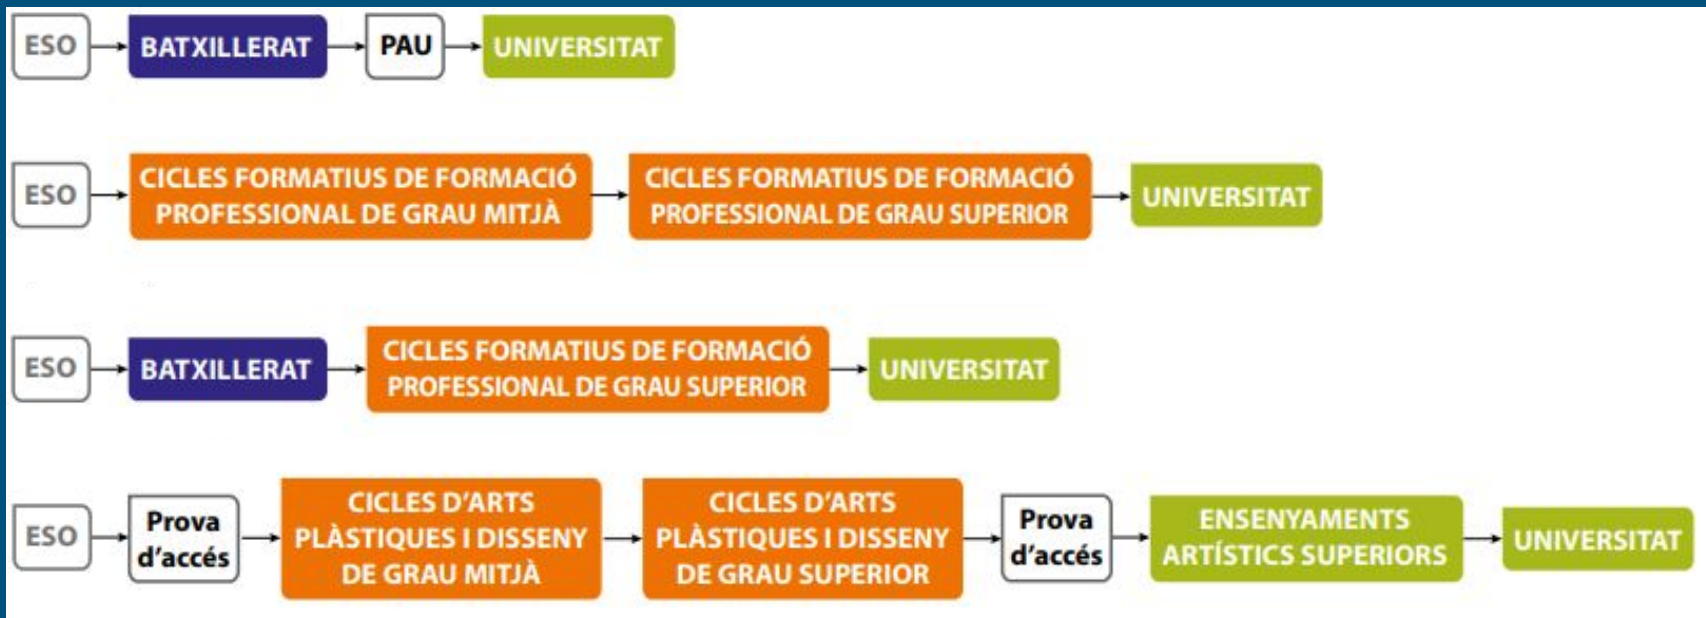 ESO
BATXILLERAT
PAU
UNIVERSITAT
ESO
CICLES FORMATIUS DE FORMACIÓ
PROFESSIONAL DE GRAU MITJÀ
CICLES FORMATIUS DE FORMACIÓ
PROFESSIONAL DE GRAU SUPERIOR
UNIVERSITAT
ESO
BATXILLERAT
CICLES FORMATIUS DE FORMACIÓ
PROFESSIONAL DE GRAU SUPERIOR
UNIVERSITAT
ESO
Prova
d'accés
CICLES D'ARTS
PLÀSTIQUES I DISSENY
DE GRAU MITJÀ
CICLES D'ARTS
PLÀSTIQUES I DISSENY
DE GRAU SUPERIOR
Prova
d'accés
ENSENYAMENTS
ARTÍSTICS SUPERIORS
UNIVERSITAT